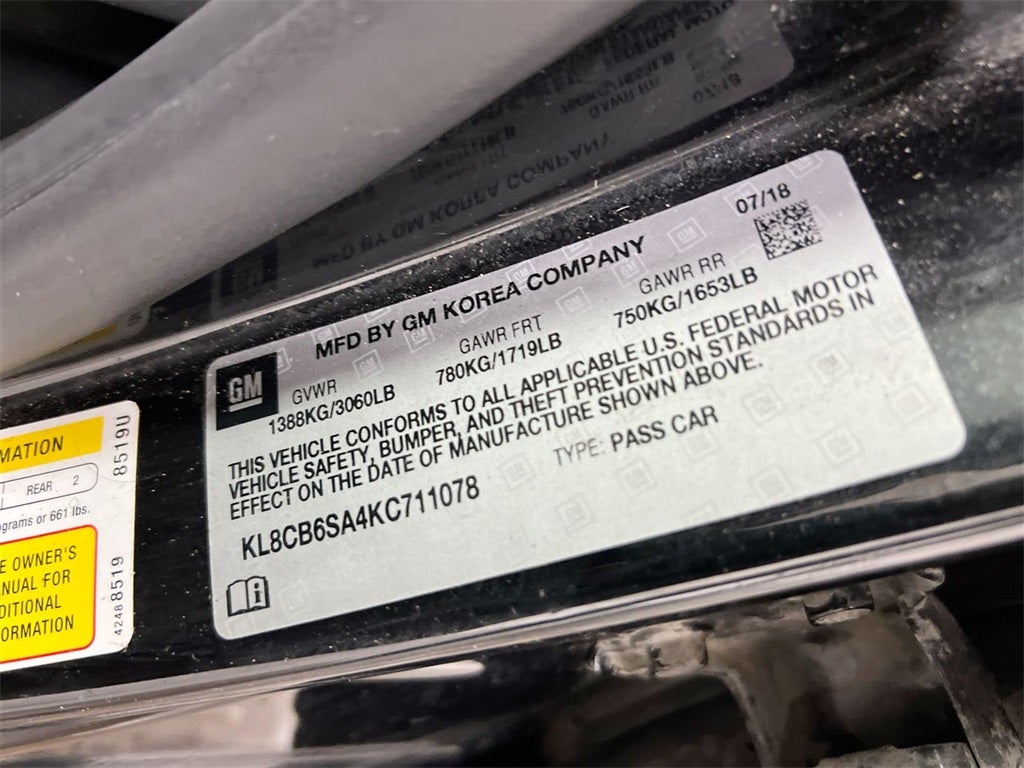 MFD BY GM KOREA COMPANY
07/18
GM
GVWR
GAWR FRT
GAWR RR
1388KG/3060LB
780KG/1719LB
750KG/1653LB
THIS VEHICLE CONFORMS TO ALL APPLICABLE U.S. FEDERAL MOTOR
VEHICLE SAFETY, BUMPER, AND THEFT PREVENTION STANDARDS IN
EFFECT ON THE DATE OF MANUFACTURE SHOWN ABOVE.
KL8CB6SA4KC711078
TYPE: PASS CAR
MATION
REAR 2
grams or 661 lbs.
E OWNER'S
NUAL FOR
DITIONAL
ORMATION
8519U
42488519